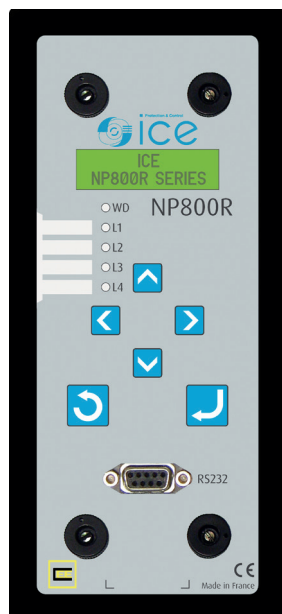 Protection & Control
ice
ICE
NP800R SERIES
WD
NP800R
L1
L2
L3
L4
RS232
CE
Made in France